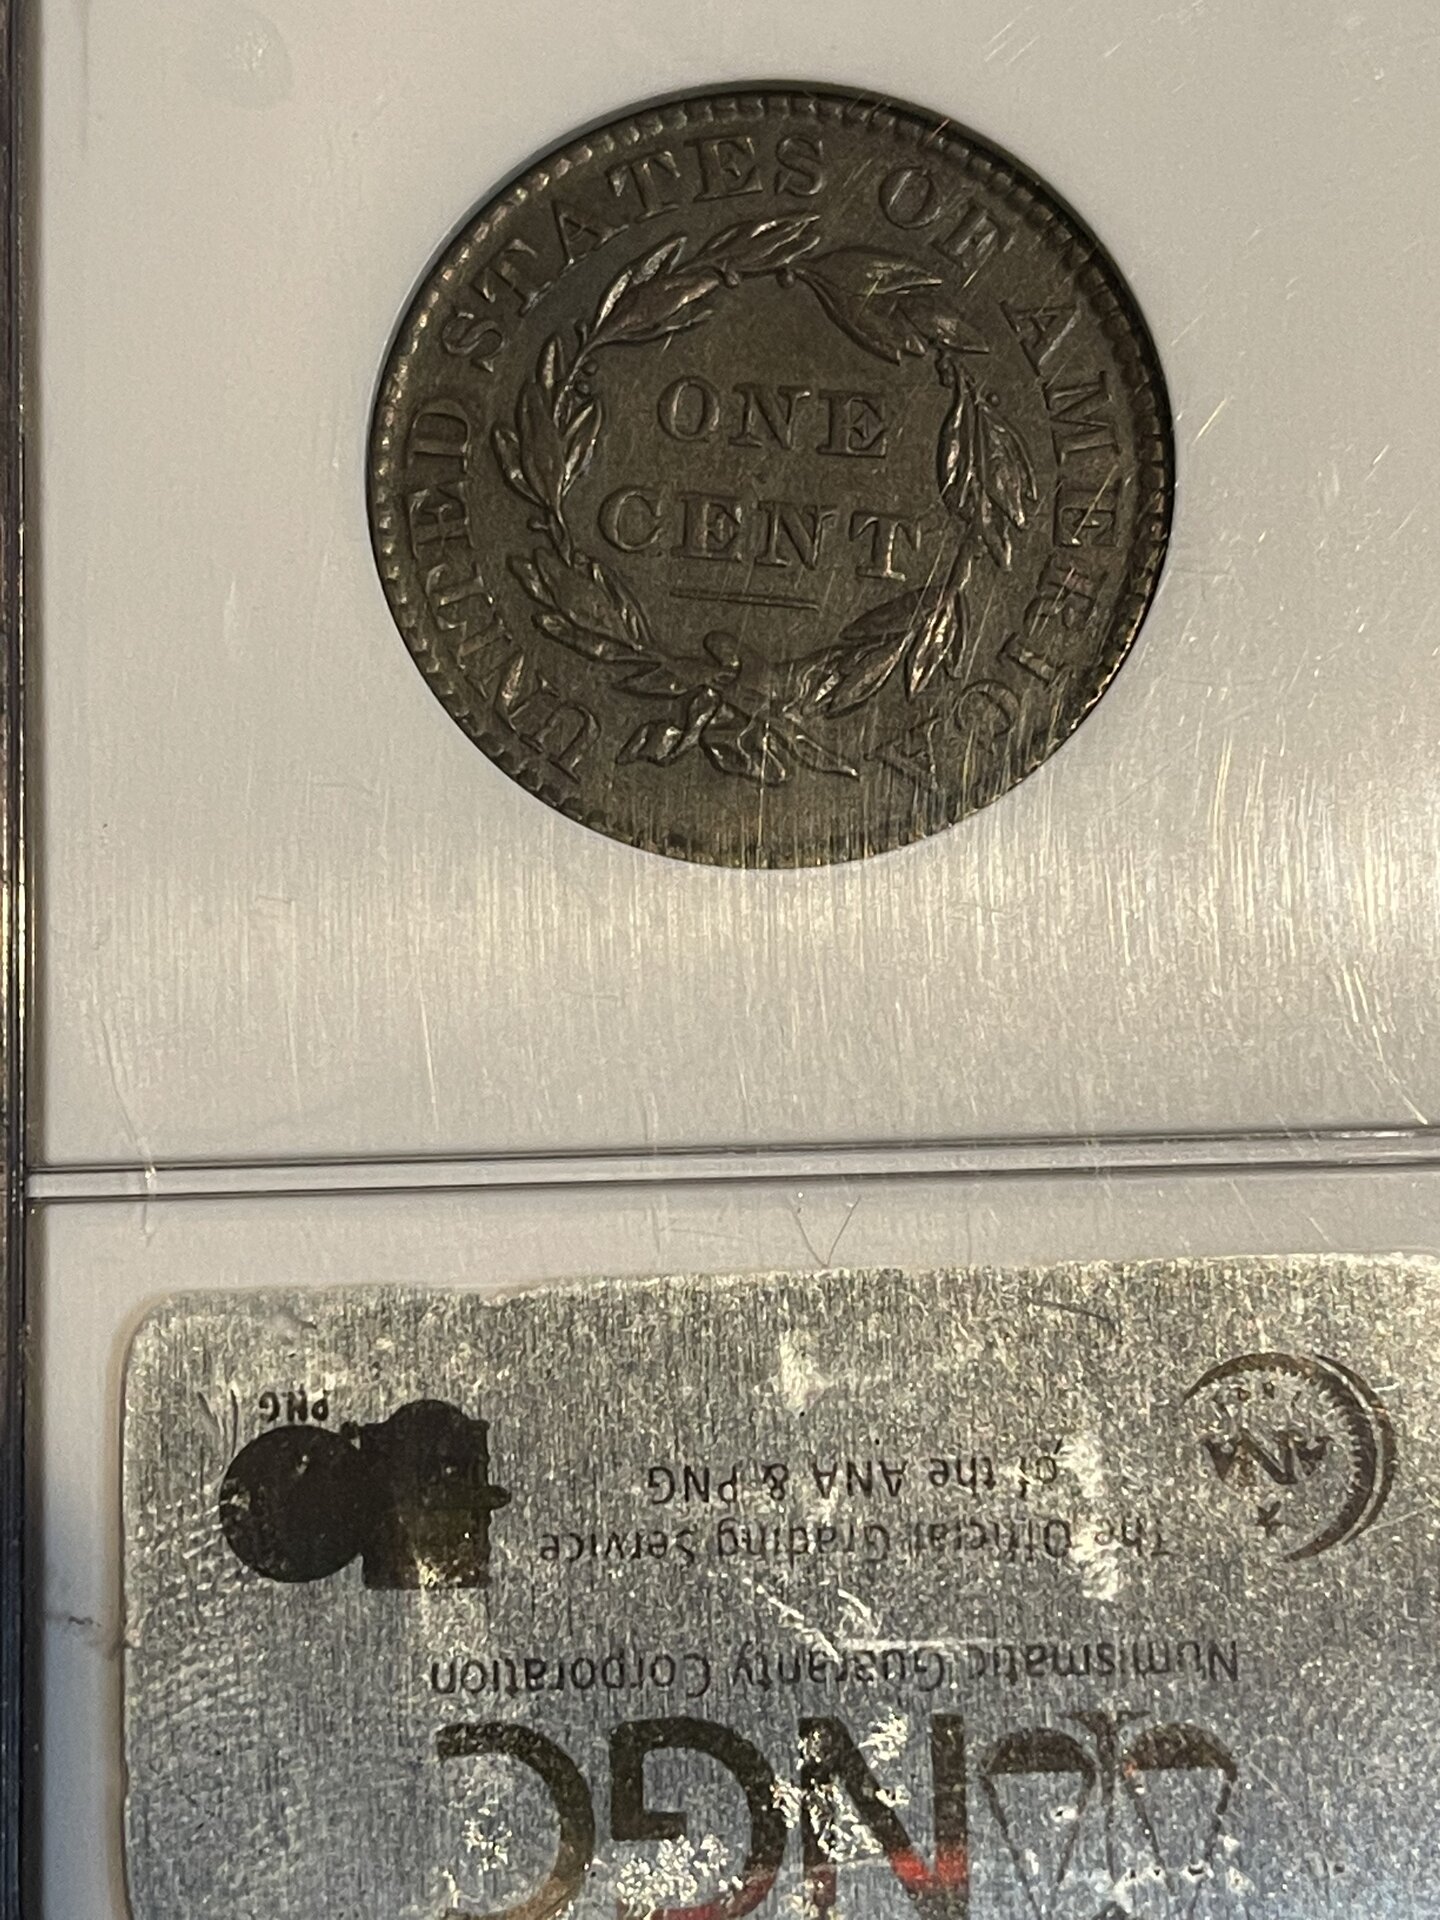 UNITED STATES OF AMERICA
ONE
CENT
NGC
Numismatic Guaranty Corporation
The Official Grading Service
of the ANA & PNG
PNG